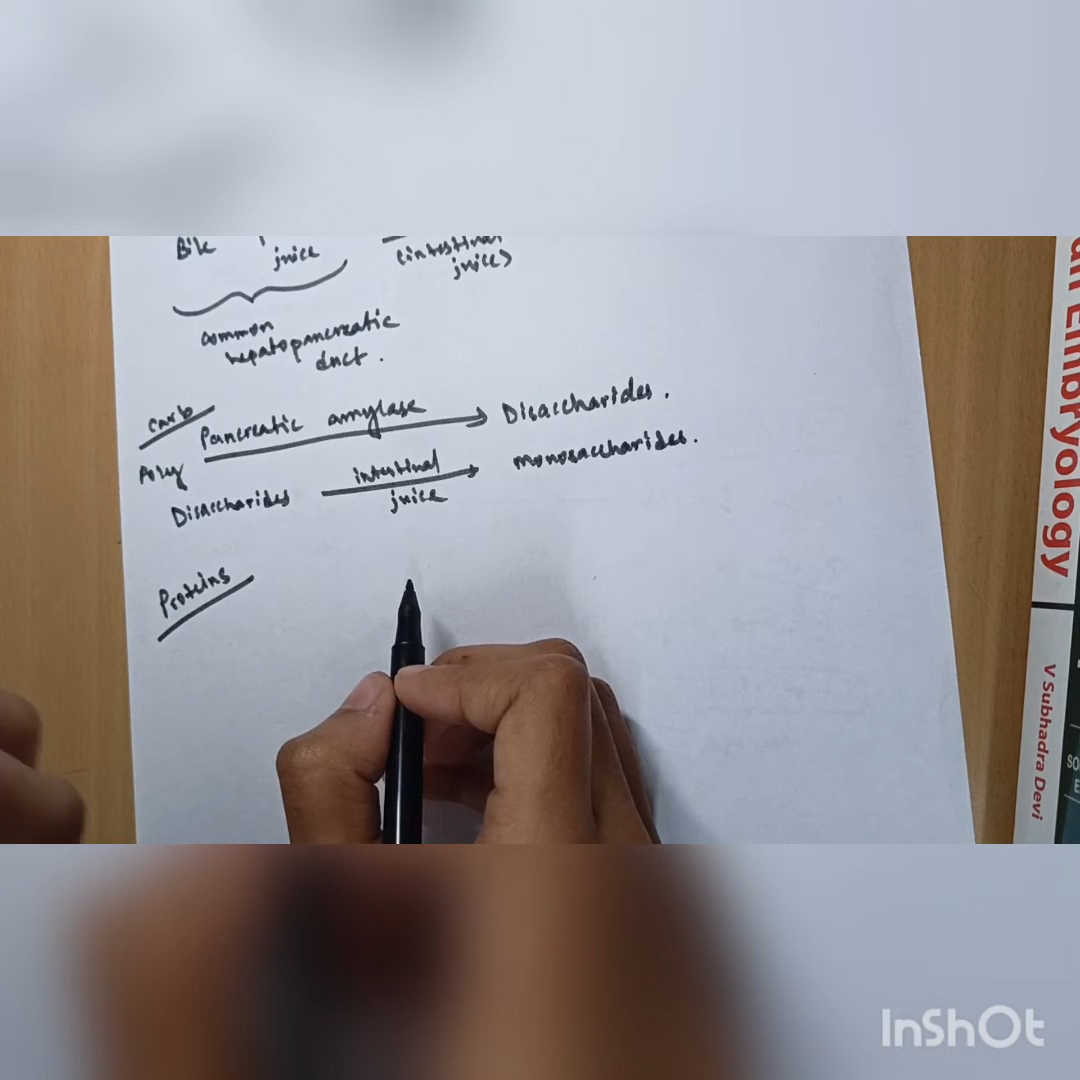 Bile juice (intestinal
juice)
common
hepatopancreatic
duct.
carb
Pancreatic amylase Disaccharides.
Poly
Disaccharides intestinal monosaccharides.
juice
Proteins
Embryology
V Subhadra Devi
InShOt